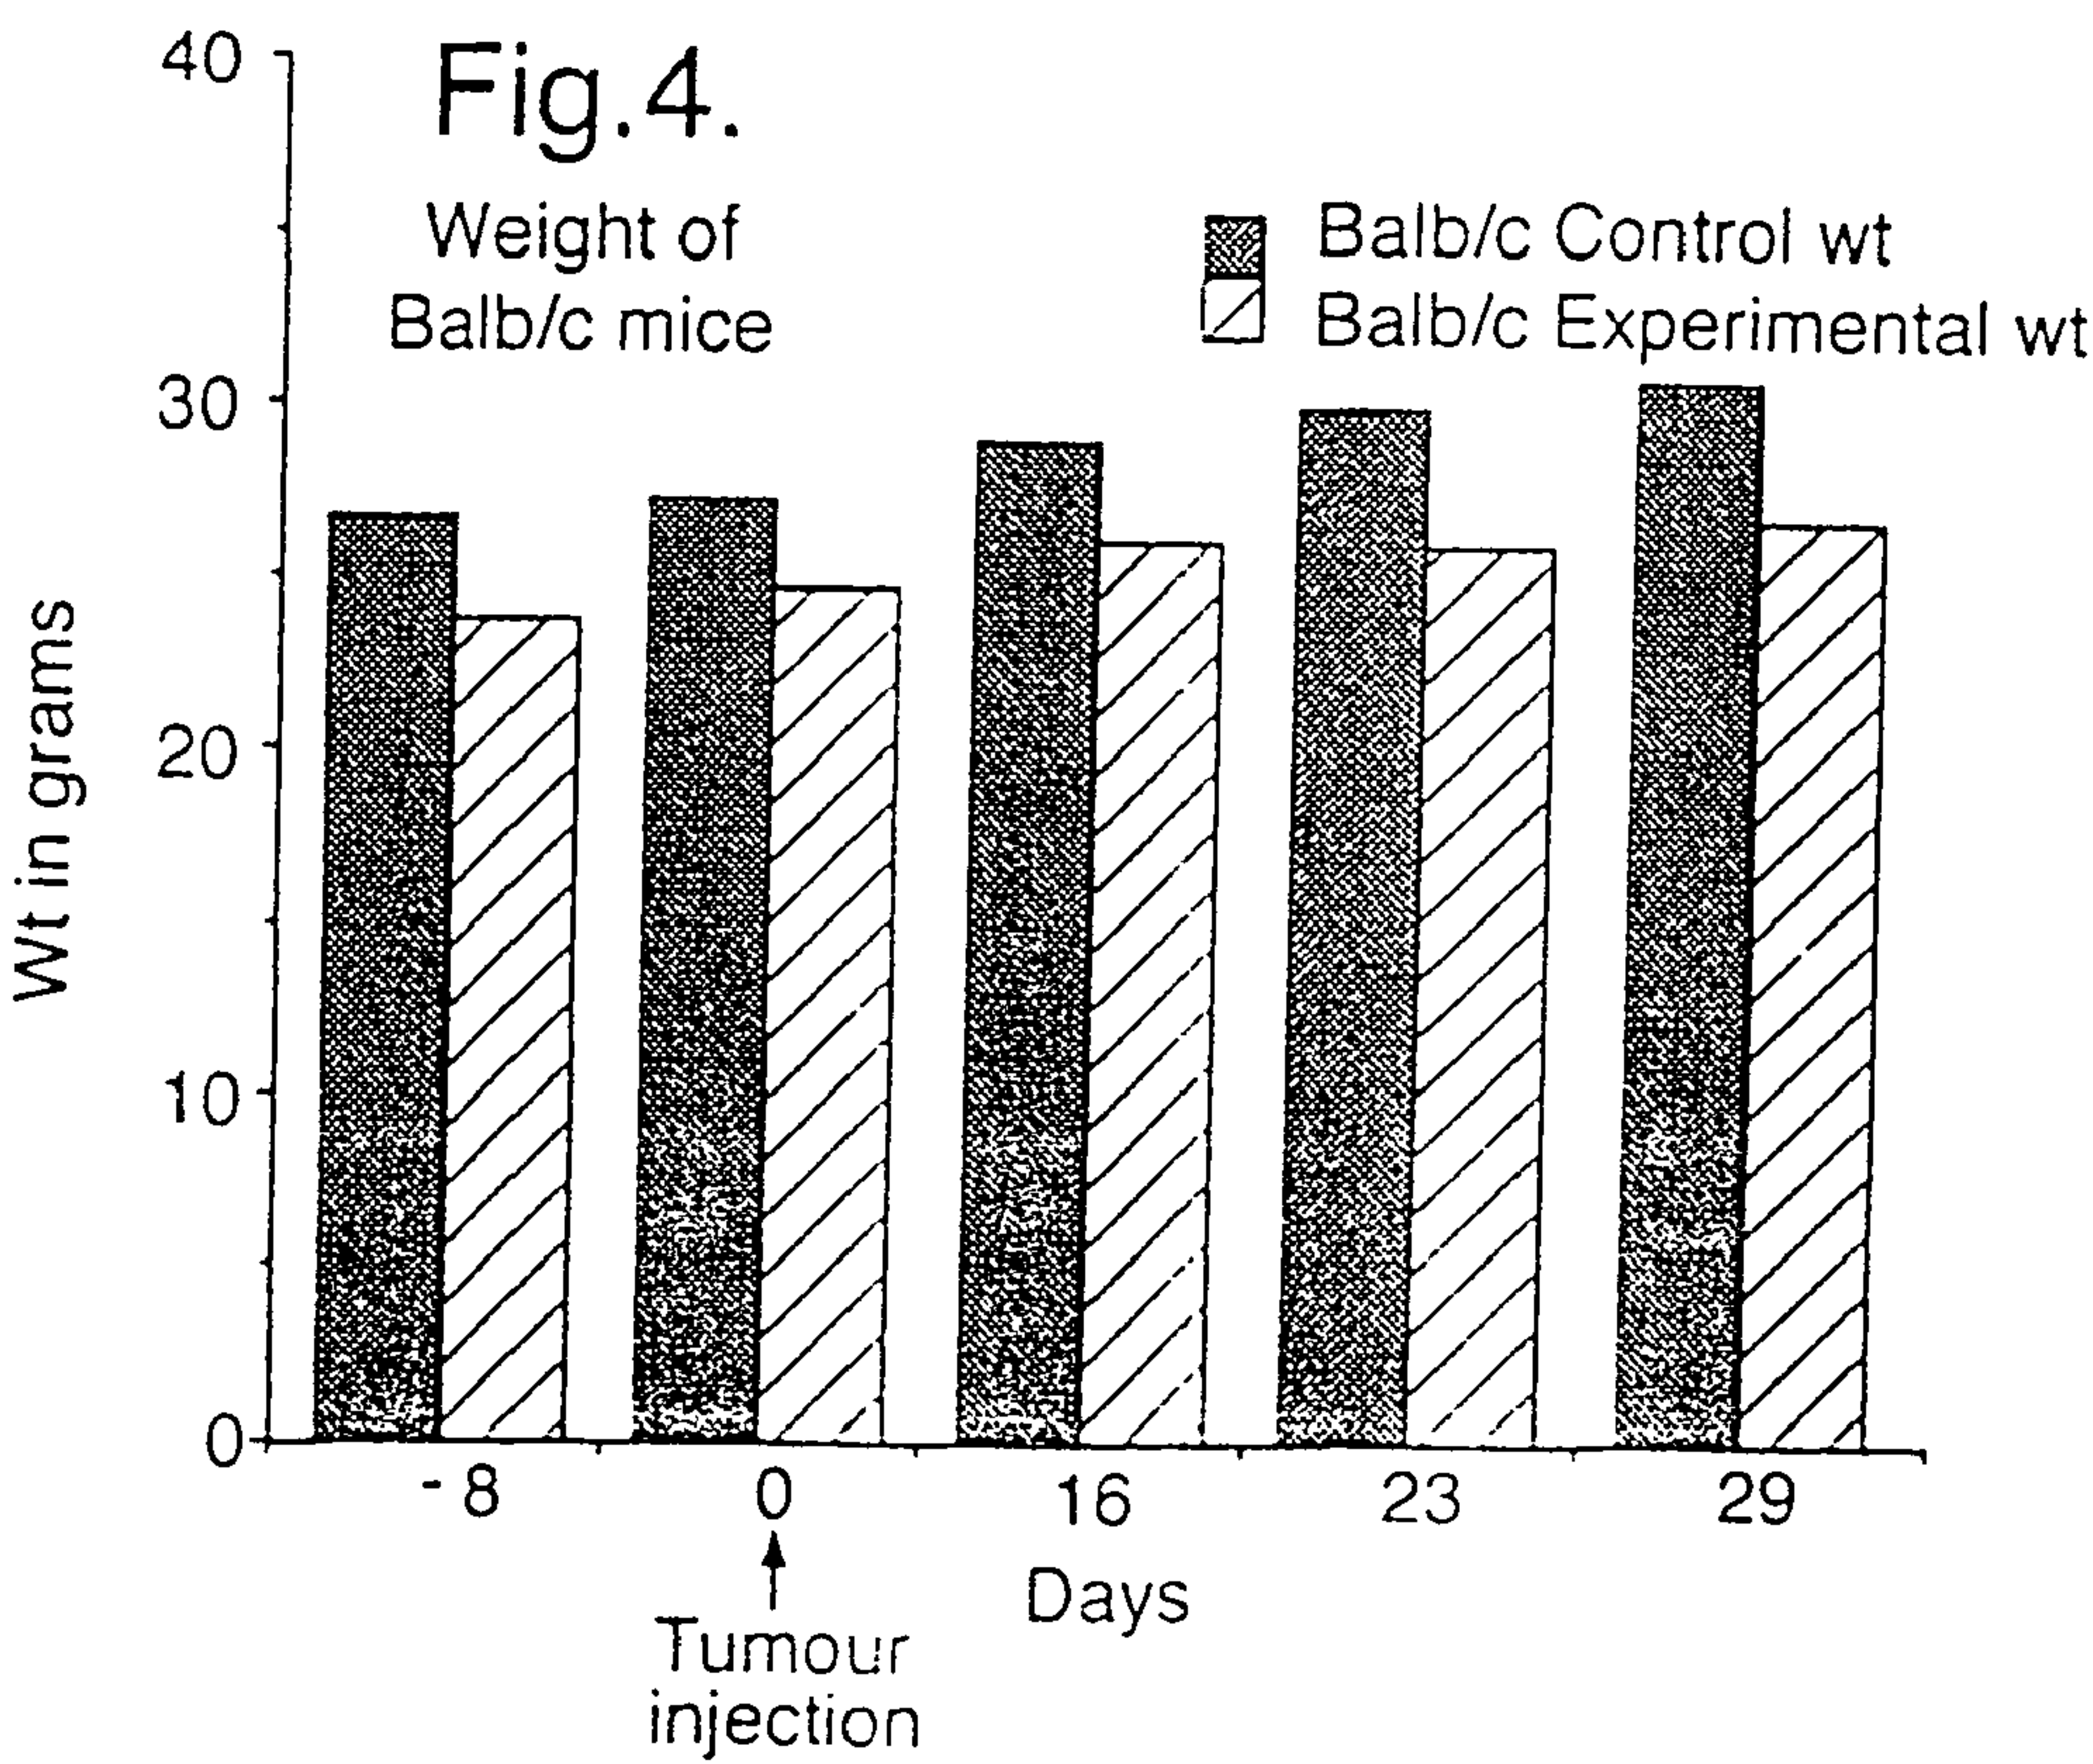 Fig.4.
Weight of
Balb/c mice
Balb/c Control wt
Balb/c Experimental wt
Wt in grams
40
30
20
10
0
- 8
0
16
23
29
Days
Tumour
injection